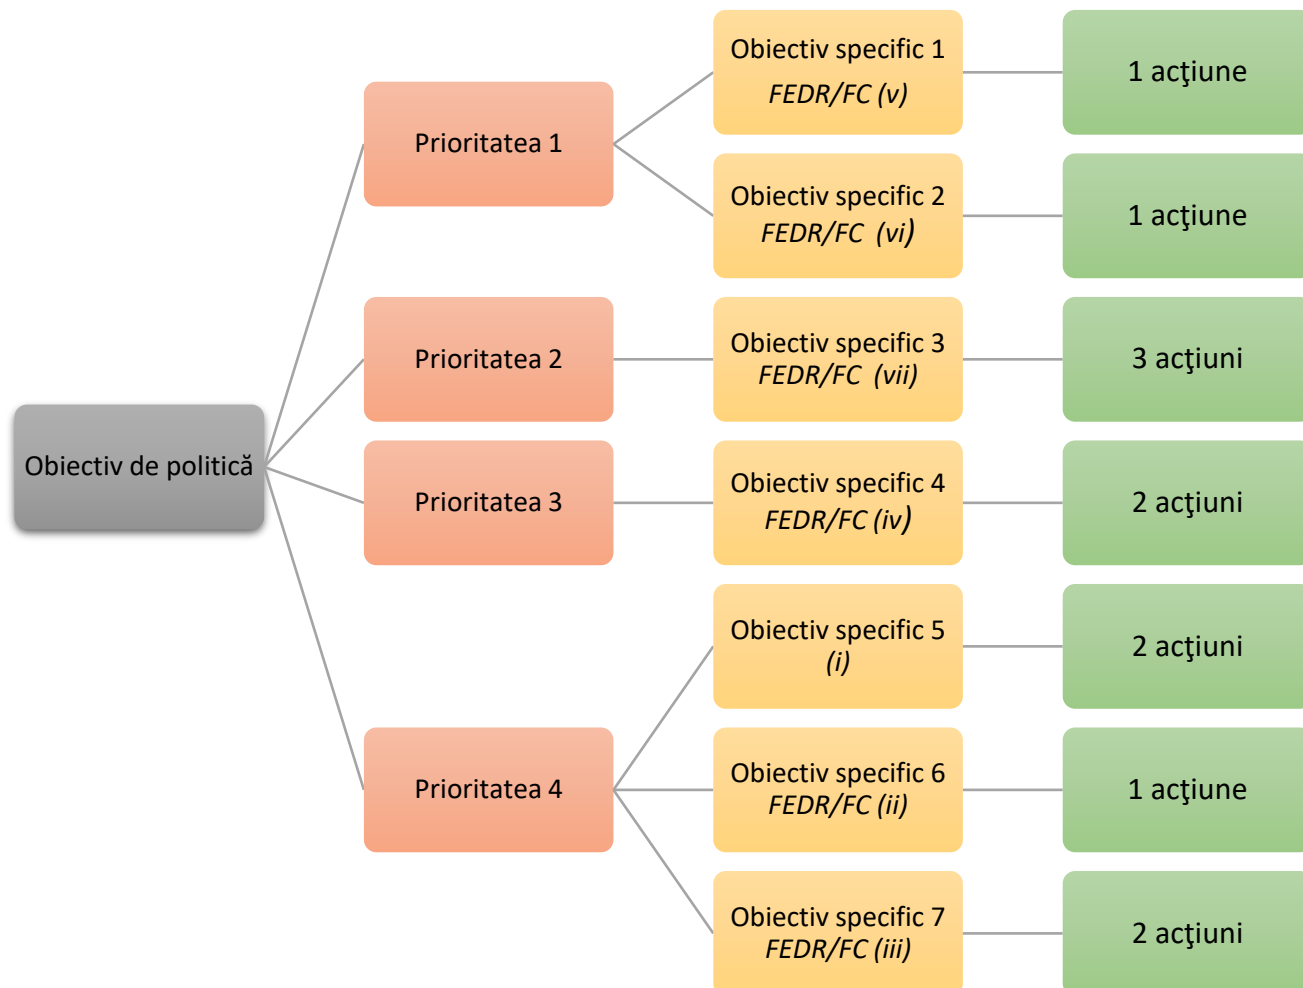 Obiectiv de politică
Prioritatea 1
Obiectiv specific 1
FEDR/FC (v)
1 acţiune
Obiectiv specific 2
FEDR/FC  (vi)
1 acţiune
Prioritatea 2
Obiectiv specific 3
FEDR/FC  (vii)
3 acţiuni
Prioritatea 3
Obiectiv specific 4
FEDR/FC (iv)
2 acţiuni
Prioritatea 4
Obiectiv specific 5
(i)
2 acţiuni
Obiectiv specific 6
FEDR/FC (ii)
1 acţiune
Obiectiv specific 7
FEDR/FC (iii)
2 acţiuni